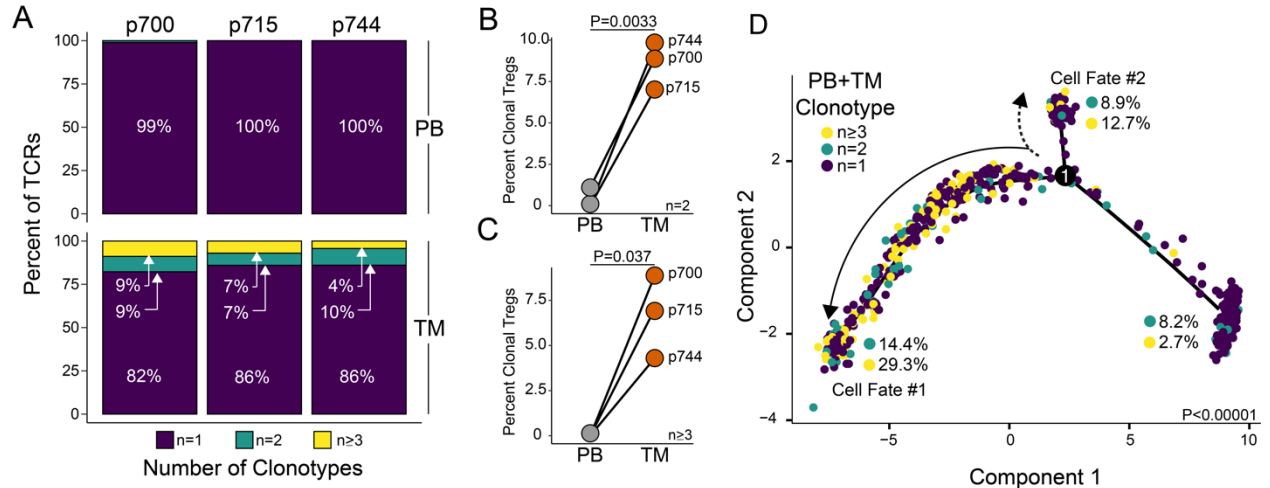 A
p700 p715 p744
Percent of TCRs
100
75
50
25
0
99% 100% 100%
PB
100
75
50
25
0
9% 7% 4%
9% 7% 10%
82% 86% 86%
TM
n=1 n=2 n≥3
Number of Clonotypes
B
P=0.0033
Percent Clonal Tregs
10.0
7.5
5.0
2.5
0
p744
p700
p715
n=2
PB TM
C
P=0.037
Percent Clonal Tregs
7.5
5.0
2.5
0
p700
p715
p744
n≥3
PB TM
D
PB+TM
Clonotype
n≥3
n=2
n=1
Cell Fate #2
8.9%
12.7%
1
14.4%
29.3%
Cell Fate #1
8.2%
2.7%
P<0.00001
Component 2
2
0
−2
−4
−5 0 5 10
Component 1